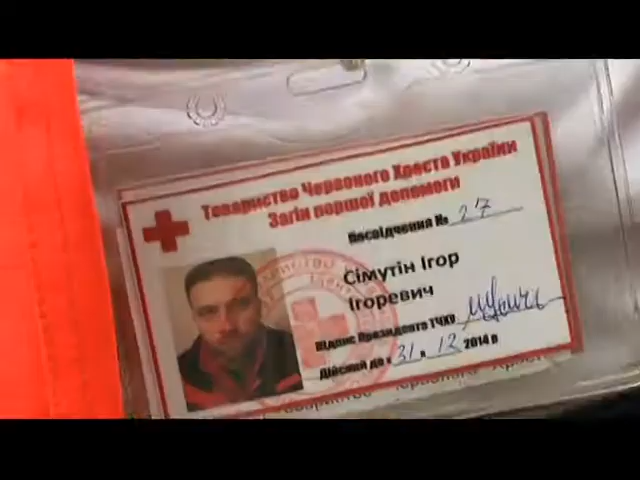 Товариство Червоного Хреста України
Загін першої допомоги
Посвідчення № 27
Сімутін Ігор
Ігоревич
Підпис Президента ТЧХУ
Дійсний до « 31 » 12 2014 р.